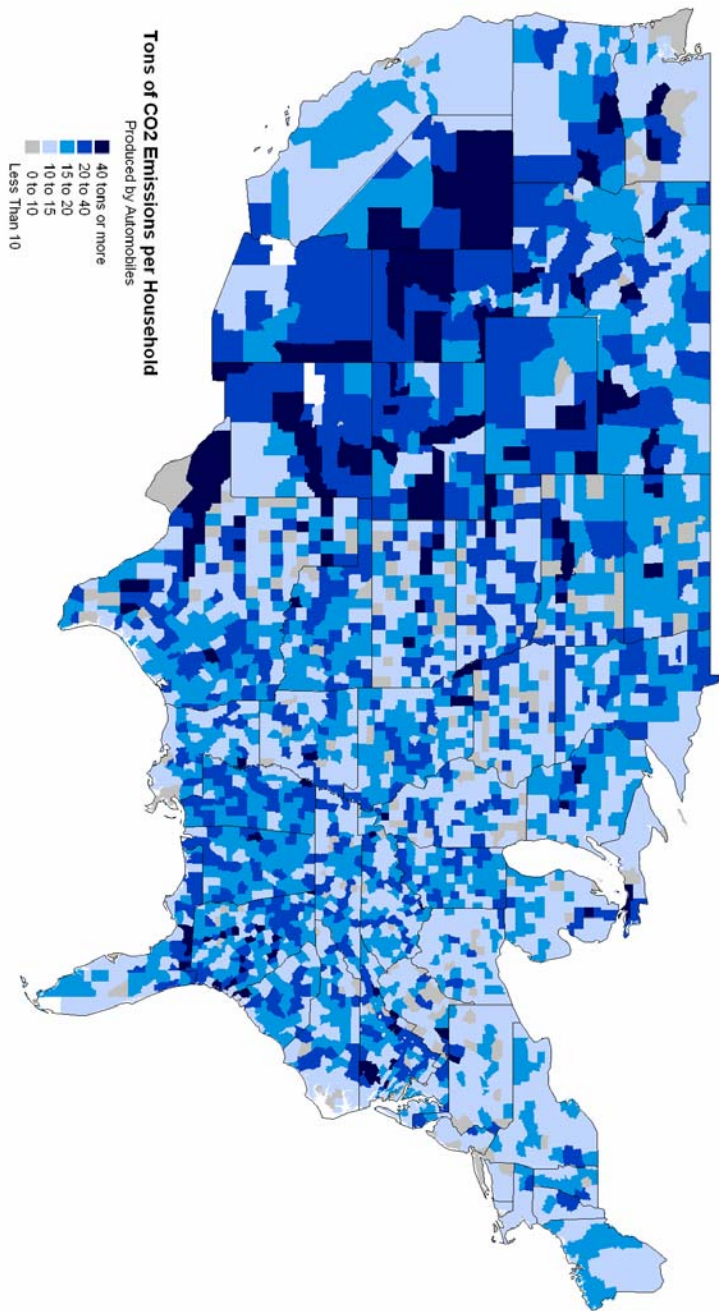 Tons of CO2 Emissions per Household
Produced by Automobiles
40 tons or more
20 to 40
15 to 20
10 to 15
0 to 10
Less Than 10